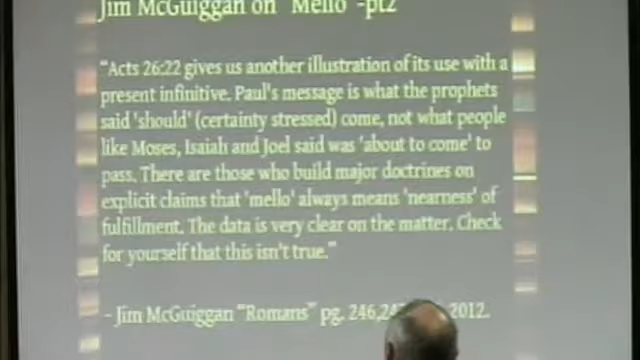 Jim McGuiggan on "Mello" -pt2
"Acts 26:22 gives us another illustration of its use with a
present infinitive. Paul's message is what the prophets
said 'should' (certainty stressed) come, not what people
like Moses, Isaiah and Joel said was 'about to come' to
pass. There are those who build major doctrines on
explicit claims that 'mello' always means 'nearness' of
fulfillment. The data is very clear on the matter. Check
for yourself that this isn't true."
- Jim McGuiggan "Romans" pg. 246,24 2012.